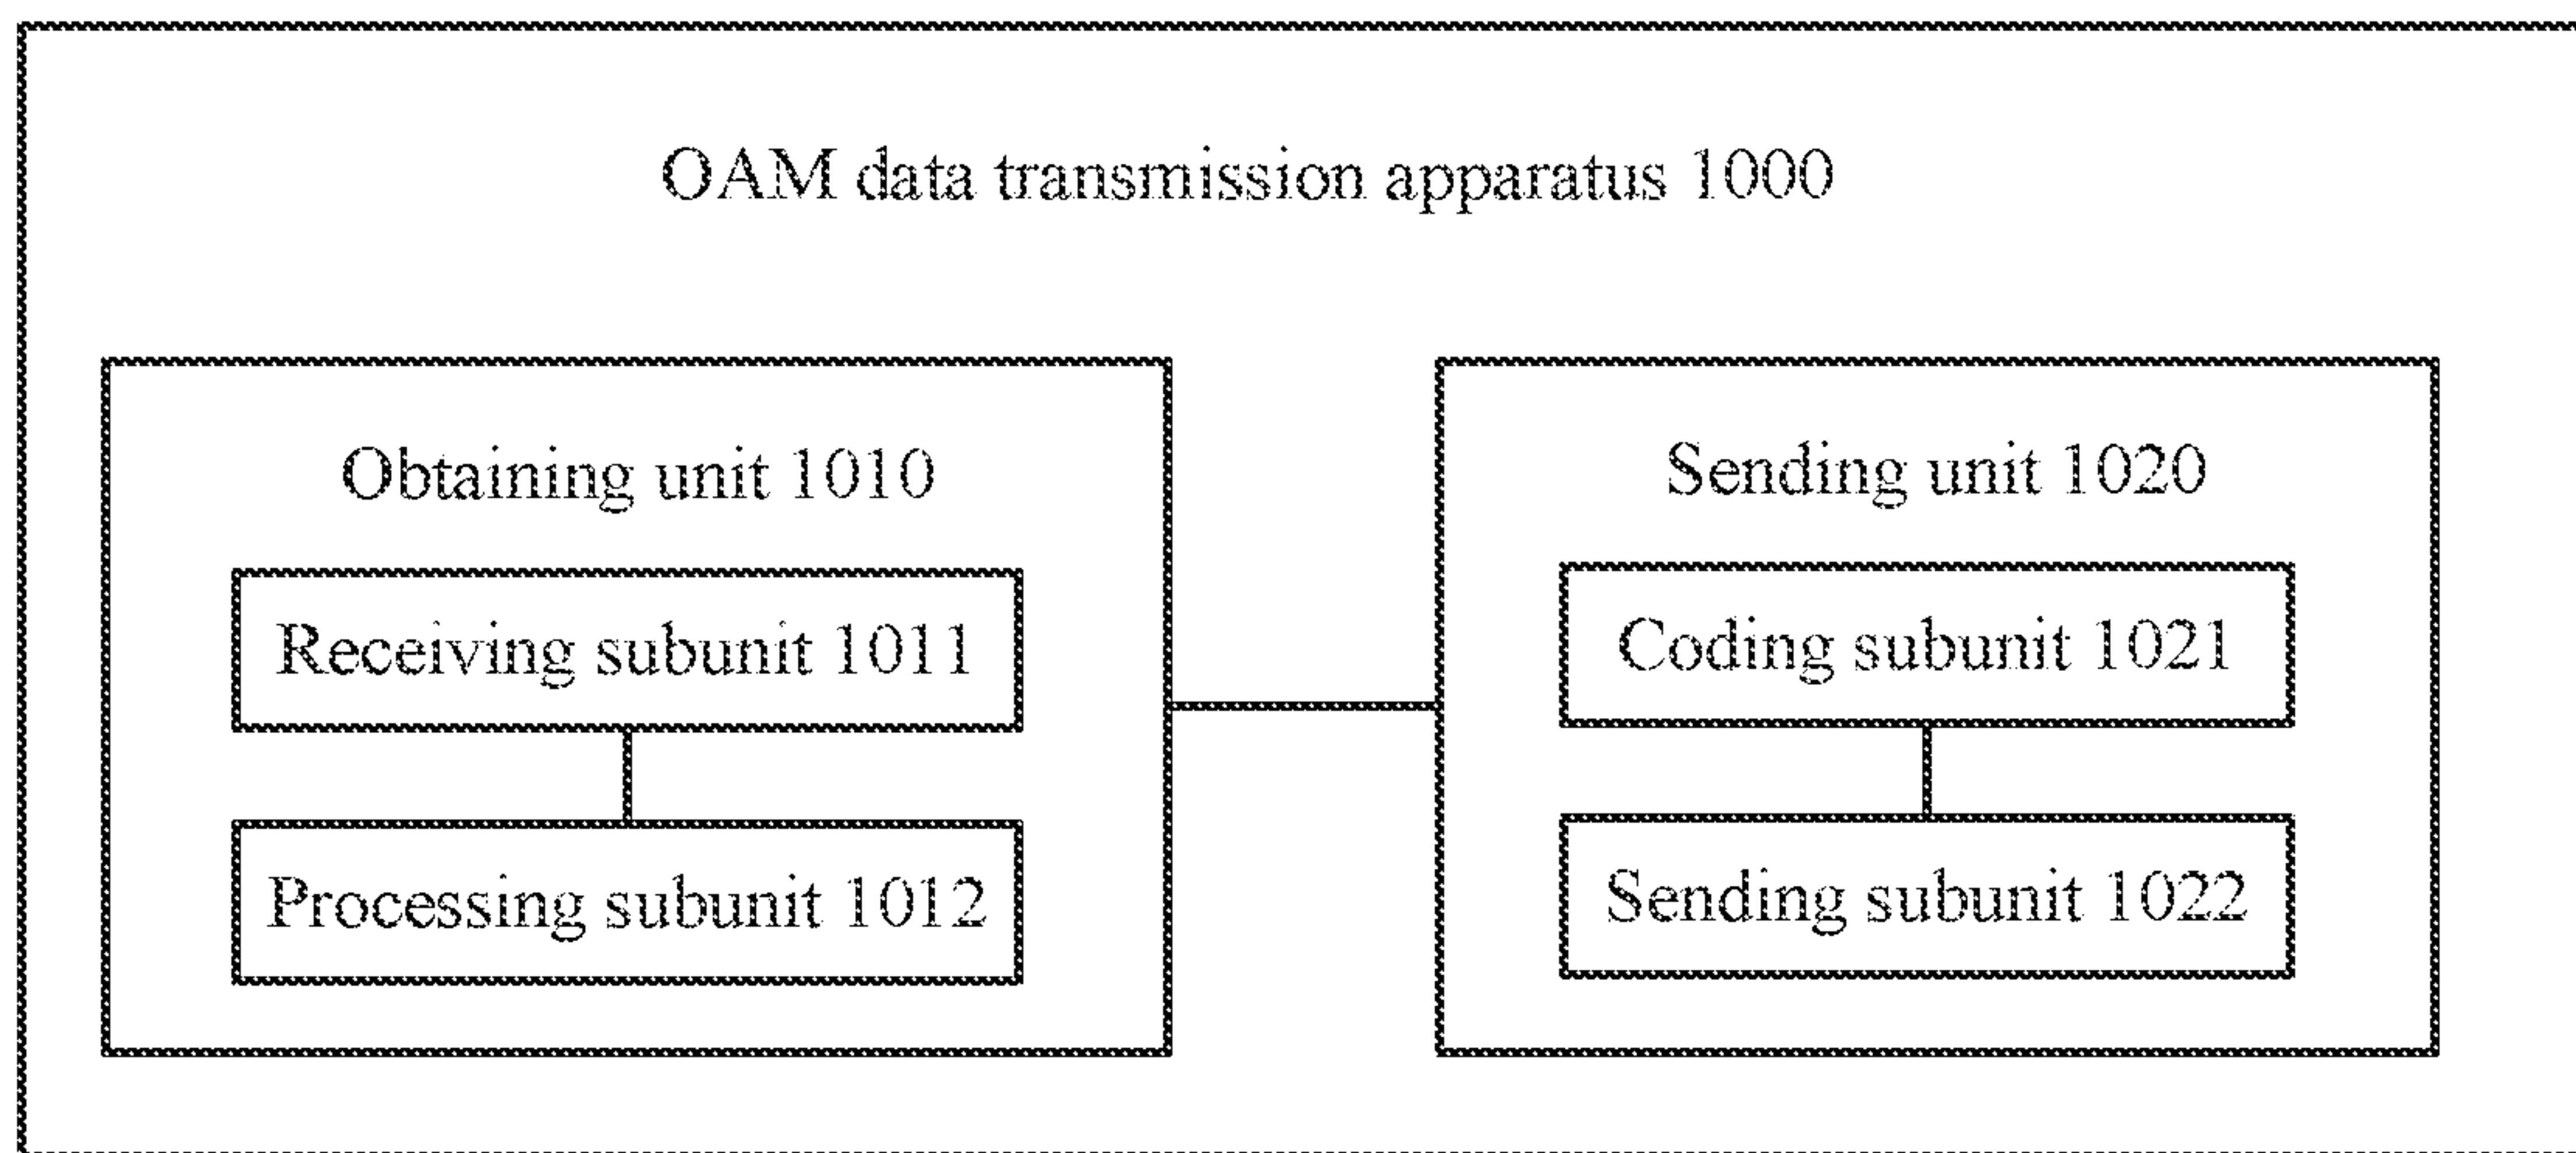 OAM data transmission apparatus 1000
Obtaining unit 1010
Receiving subunit 1011
Processing subunit 1012
Sending unit 1020
Coding subunit 1021
Sending subunit 1022